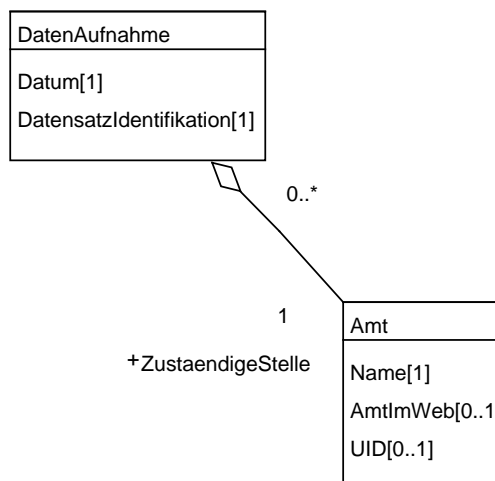 DatenAufnahme
Datum[1]
DatensatzIdentifikation[1]
0..*
1
+ZustaendigeStelle
Amt
Name[1]
AmtImWeb[0..1
UID[0..1]